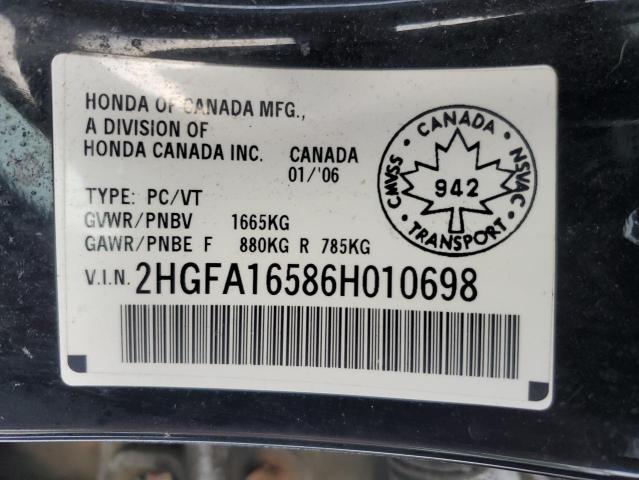 HONDA OF CANADA MFG.,
A DIVISION OF
HONDA CANADA INC. CANADA
01/'06
TYPE: PC/VT
GVWR/PNBV 1665KG
GAWR/PNBE F 880KG R 785KG
V.I.N. 2HGFA16586H010698
CANADA
CMVSS
NSVAC
942
TRANSPORT